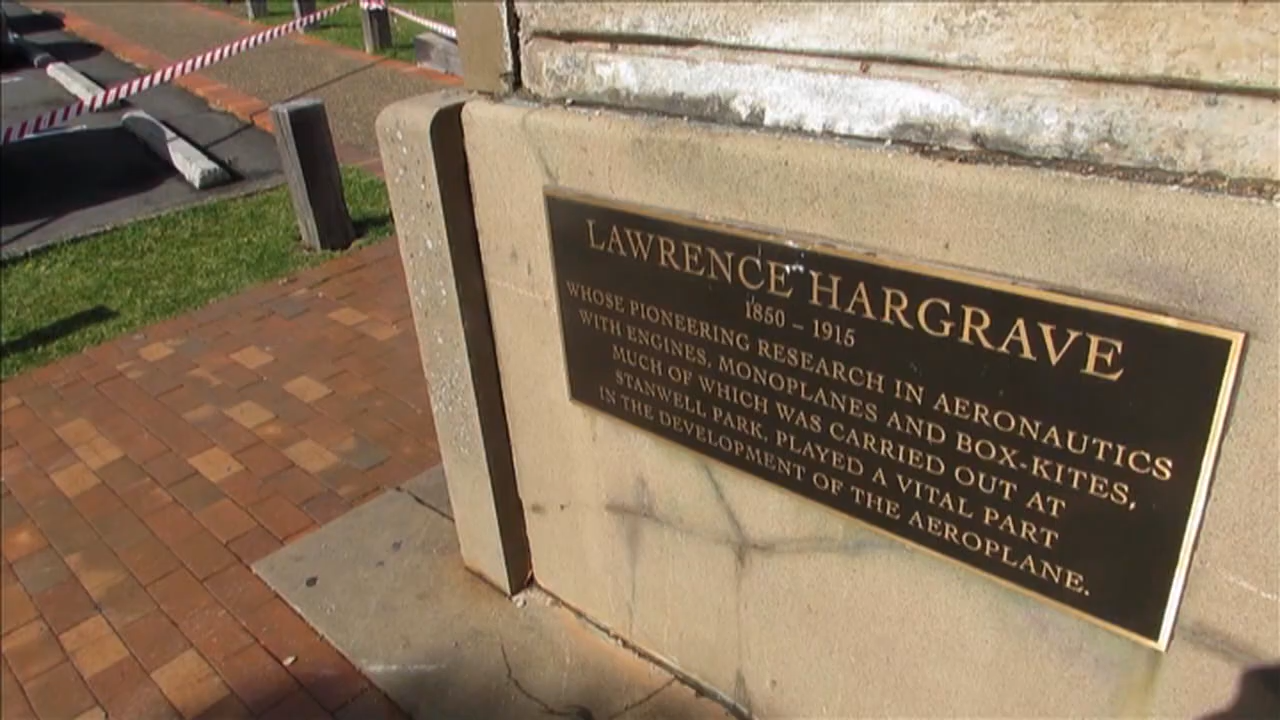 LAWRENCE HARGRAVE
1850 – 1915
WHOSE PIONEERING RESEARCH IN AERONAUTICS
WITH ENGINES, MONOPLANES AND BOX-KITES,
MUCH OF WHICH WAS CARRIED OUT AT
STANWELL PARK, PLAYED A VITAL PART
IN THE DEVELOPMENT OF THE AEROPLANE.